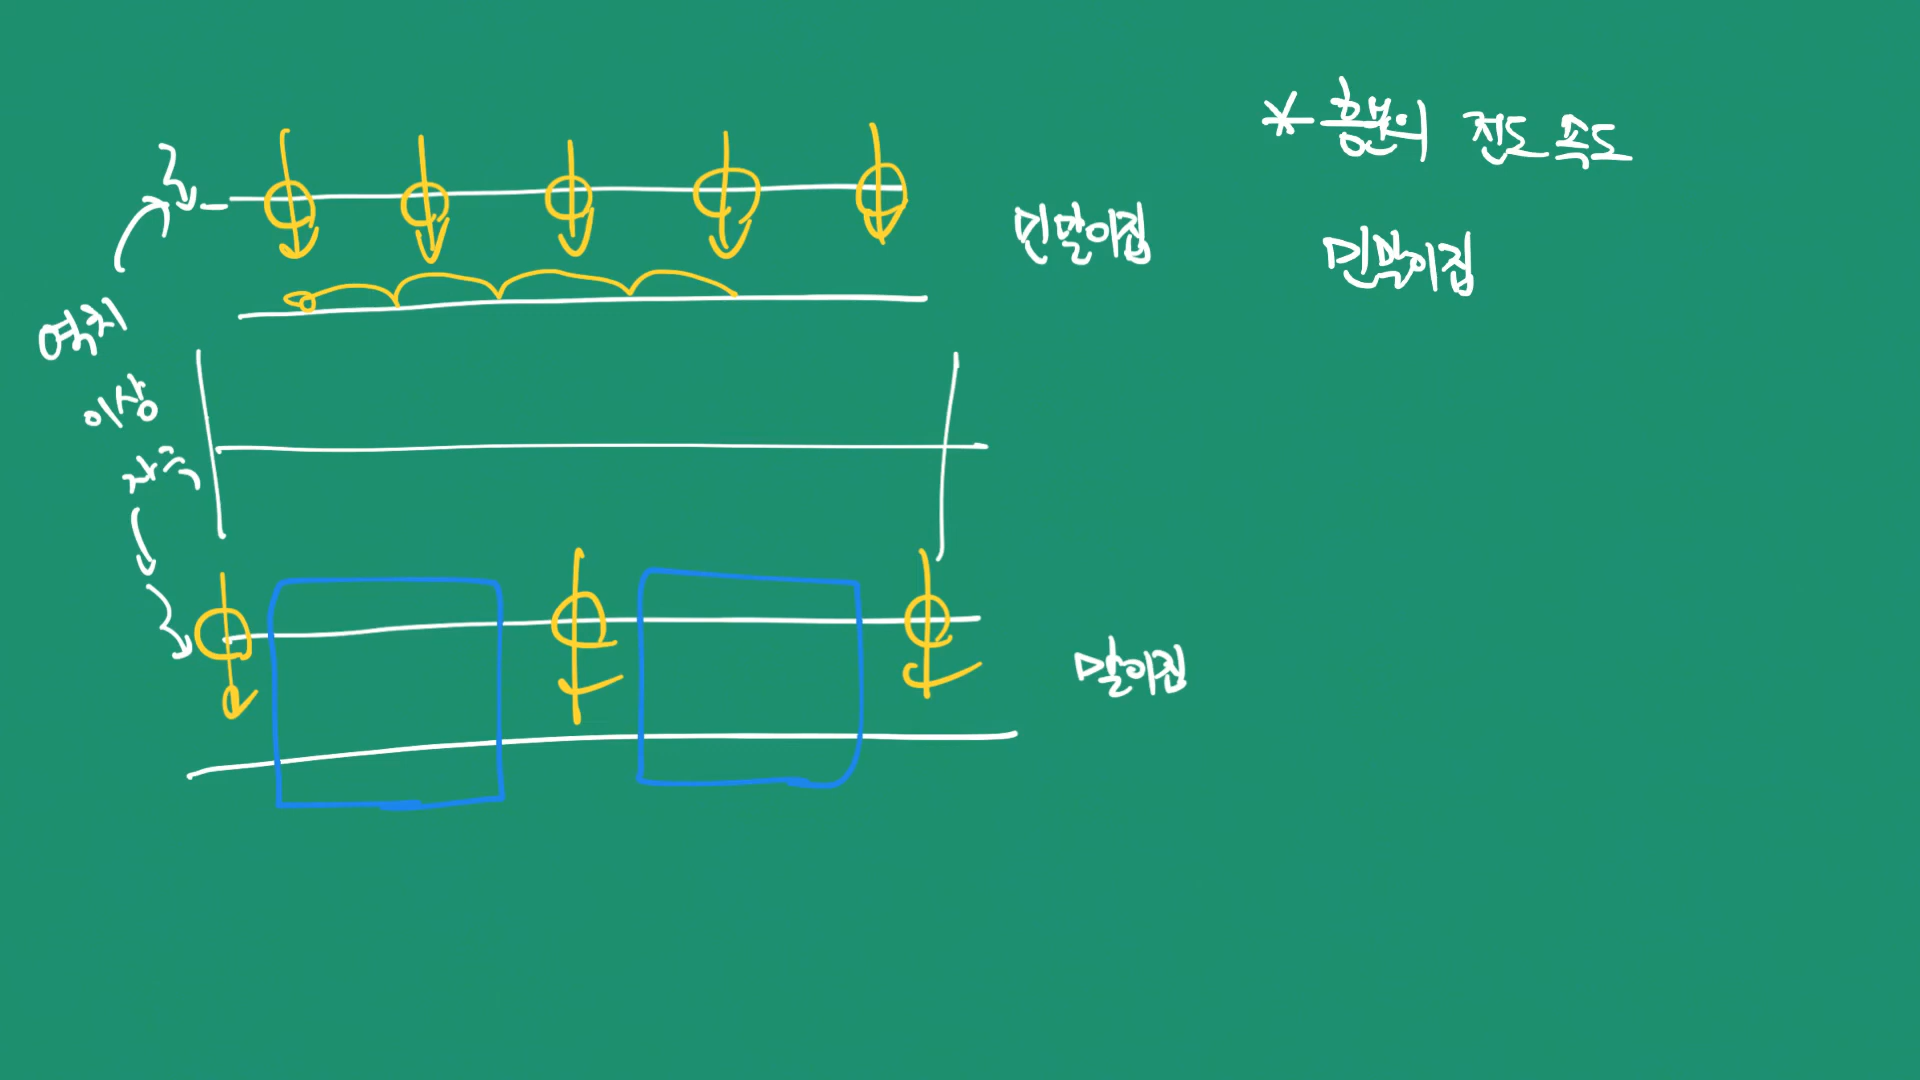 * 흥분의 전도 속도
민말이집
민말이집
역치
이상
자극
말이집